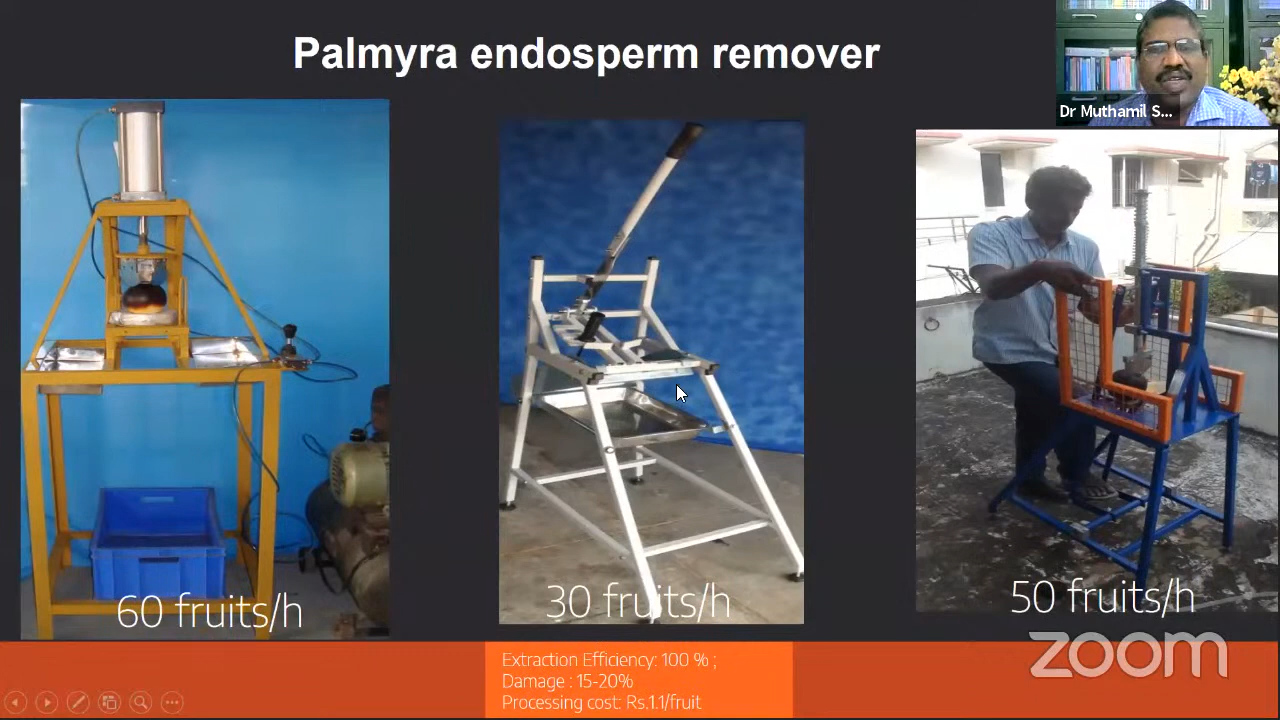 Palmyra endosperm remover
Dr Muthamil S...
60 fruits/h
30 fruits/h
50 fruits/h
zoom
Extraction Efficiency: 100 % ;
Damage : 15-20%
Processing cost: Rs.1.1/fruit